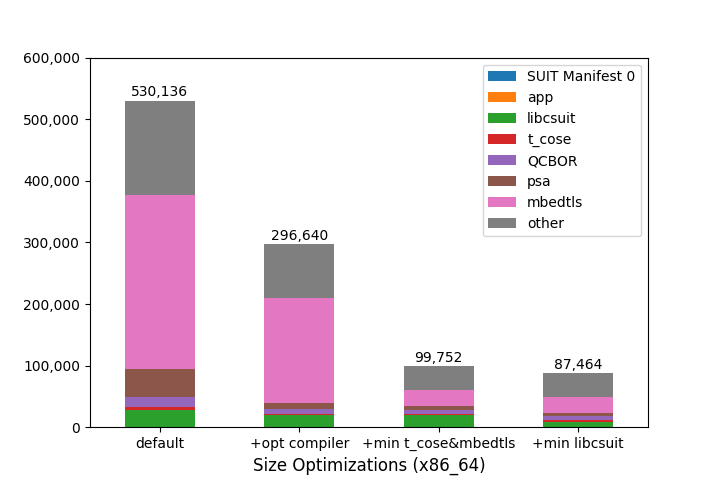 600,000
500,000
400,000
300,000
200,000
100,000
0
530,136
296,640
99,752
87,464
SUIT Manifest 0
app
libcsuit
t_cose
QCBOR
psa
mbedtls
other
default
+opt compiler
+min t_cose&mbedtls
+min libcsuit
Size Optimizations (x86_64)